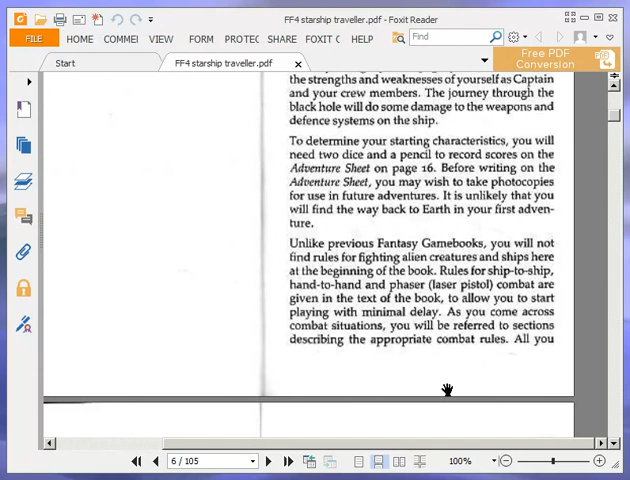 FF4 starship traveller.pdf - Foxit Reader
FILE HOME COMMEI VIEW FORM PROTEC SHARE FOXIT C HELP Find
Start FF4 starship traveller.pdf Free PDF
Conversion
the strengths and weaknesses of yourself as Captain
and your crew members. The journey through the
black hole will do some damage to the weapons and
defence systems on the ship.
To determine your starting characteristics, you will
need two dice and a pencil to record scores on the
Adventure Sheet on page 16. Before writing on the
Adventure Sheet, you may wish to take photocopies
for use in future adventures. It is unlikely that you
will find the way back to Earth in your first adven-
ture.
Unlike previous Fantasy Gamebooks, you will not
find rules for fighting alien creatures and ships here
at the beginning of the book. Rules for ship-to-ship,
hand-to-hand and phaser (laser pistol) combat are
given in the text of the book, to allow you to start
playing with minimal delay. As you come across
combat situations, you will be referred to sections
describing the appropriate combat rules. All you
6 / 105 100%